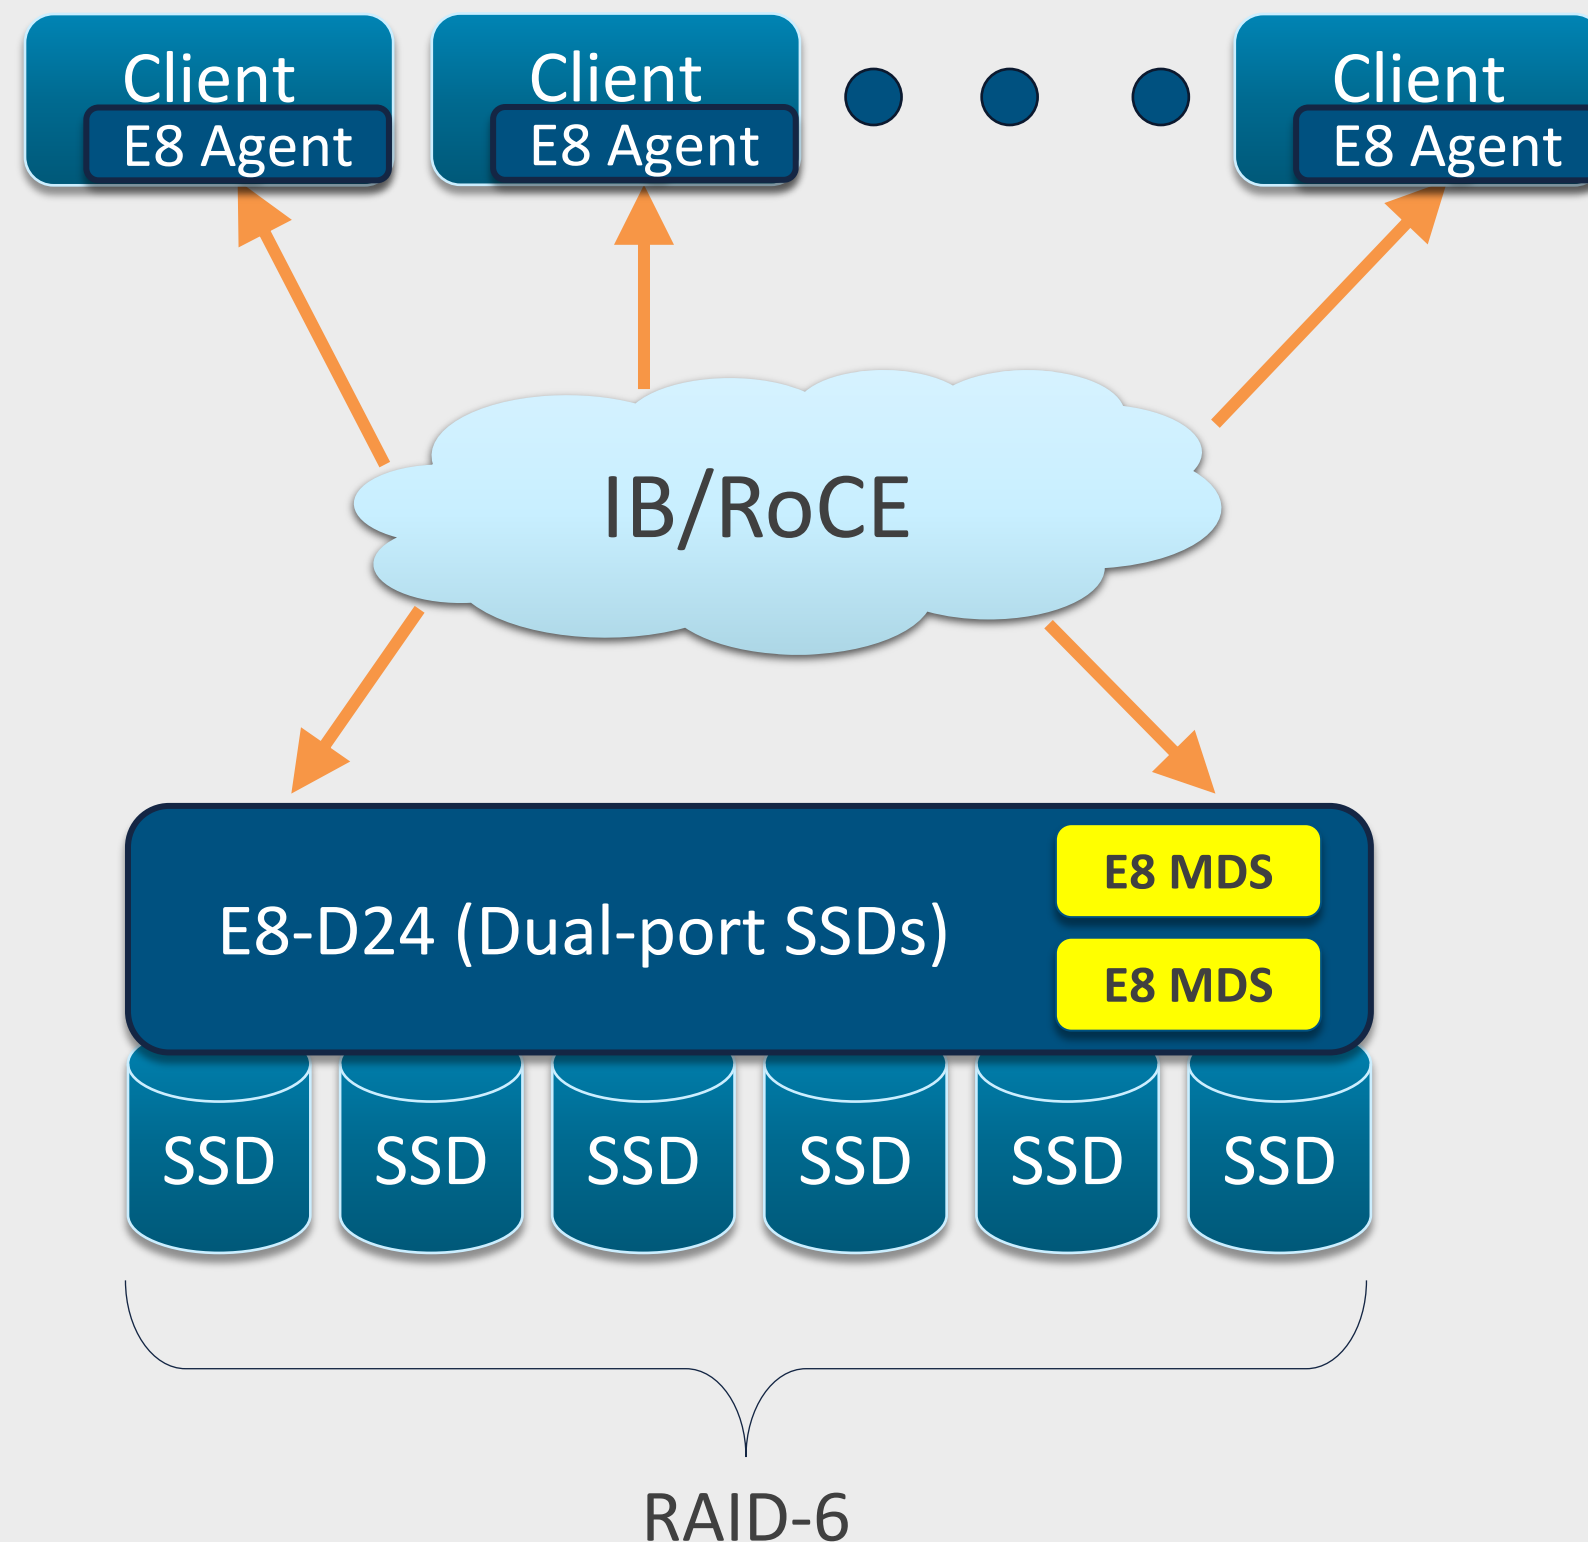 Client
E8 Agent
Client
E8 Agent
Client
E8 Agent
IB/RoCE
E8-D24 (Dual-port SSDs)
E8 MDS
E8 MDS
SSD
SSD
SSD
SSD
SSD
SSD
RAID-6